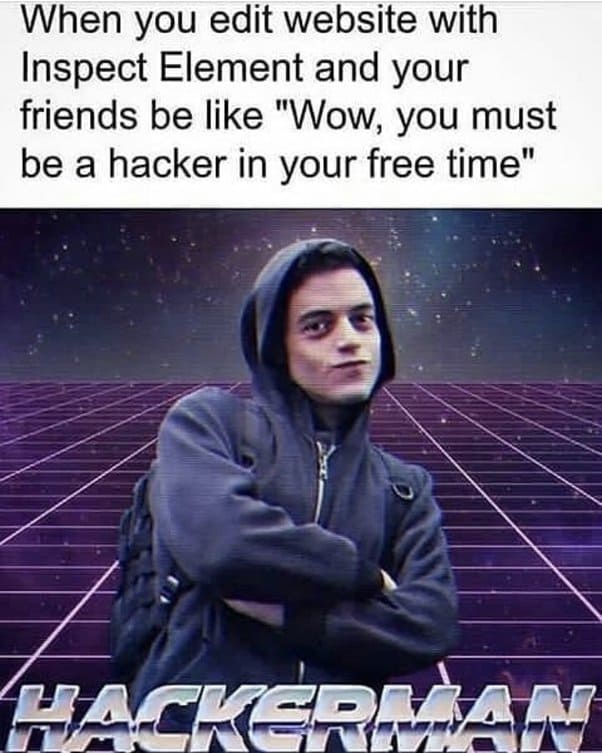 When you edit website with
Inspect Element and your
friends be like "Wow, you must
be a hacker in your free time"
HACKERMAN